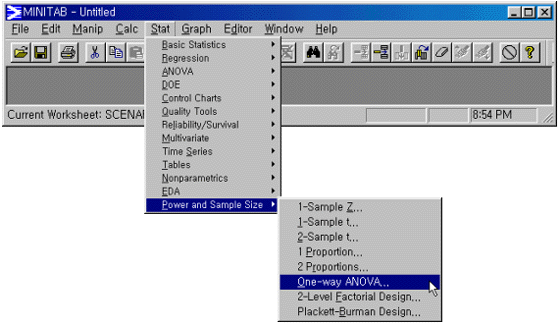 MINITAB - Untitled
File Edit Manip Calc Stat Graph Editor Window Help
Basic Statistics
Regression
ANOVA
DOE
Control Charts
Quality Tools
Reliability/Survival
Multivariate
Time Series
Tables
Nonparametrics
EDA
Power and Sample Size
Current Worksheet: SCENA
8:54 PM
1-Sample Z...
1-Sample t...
2-Sample t...
1 Proportion...
2 Proportions...
One-way ANOVA...
2-Level Factorial Design...
Plackett-Burman Design...